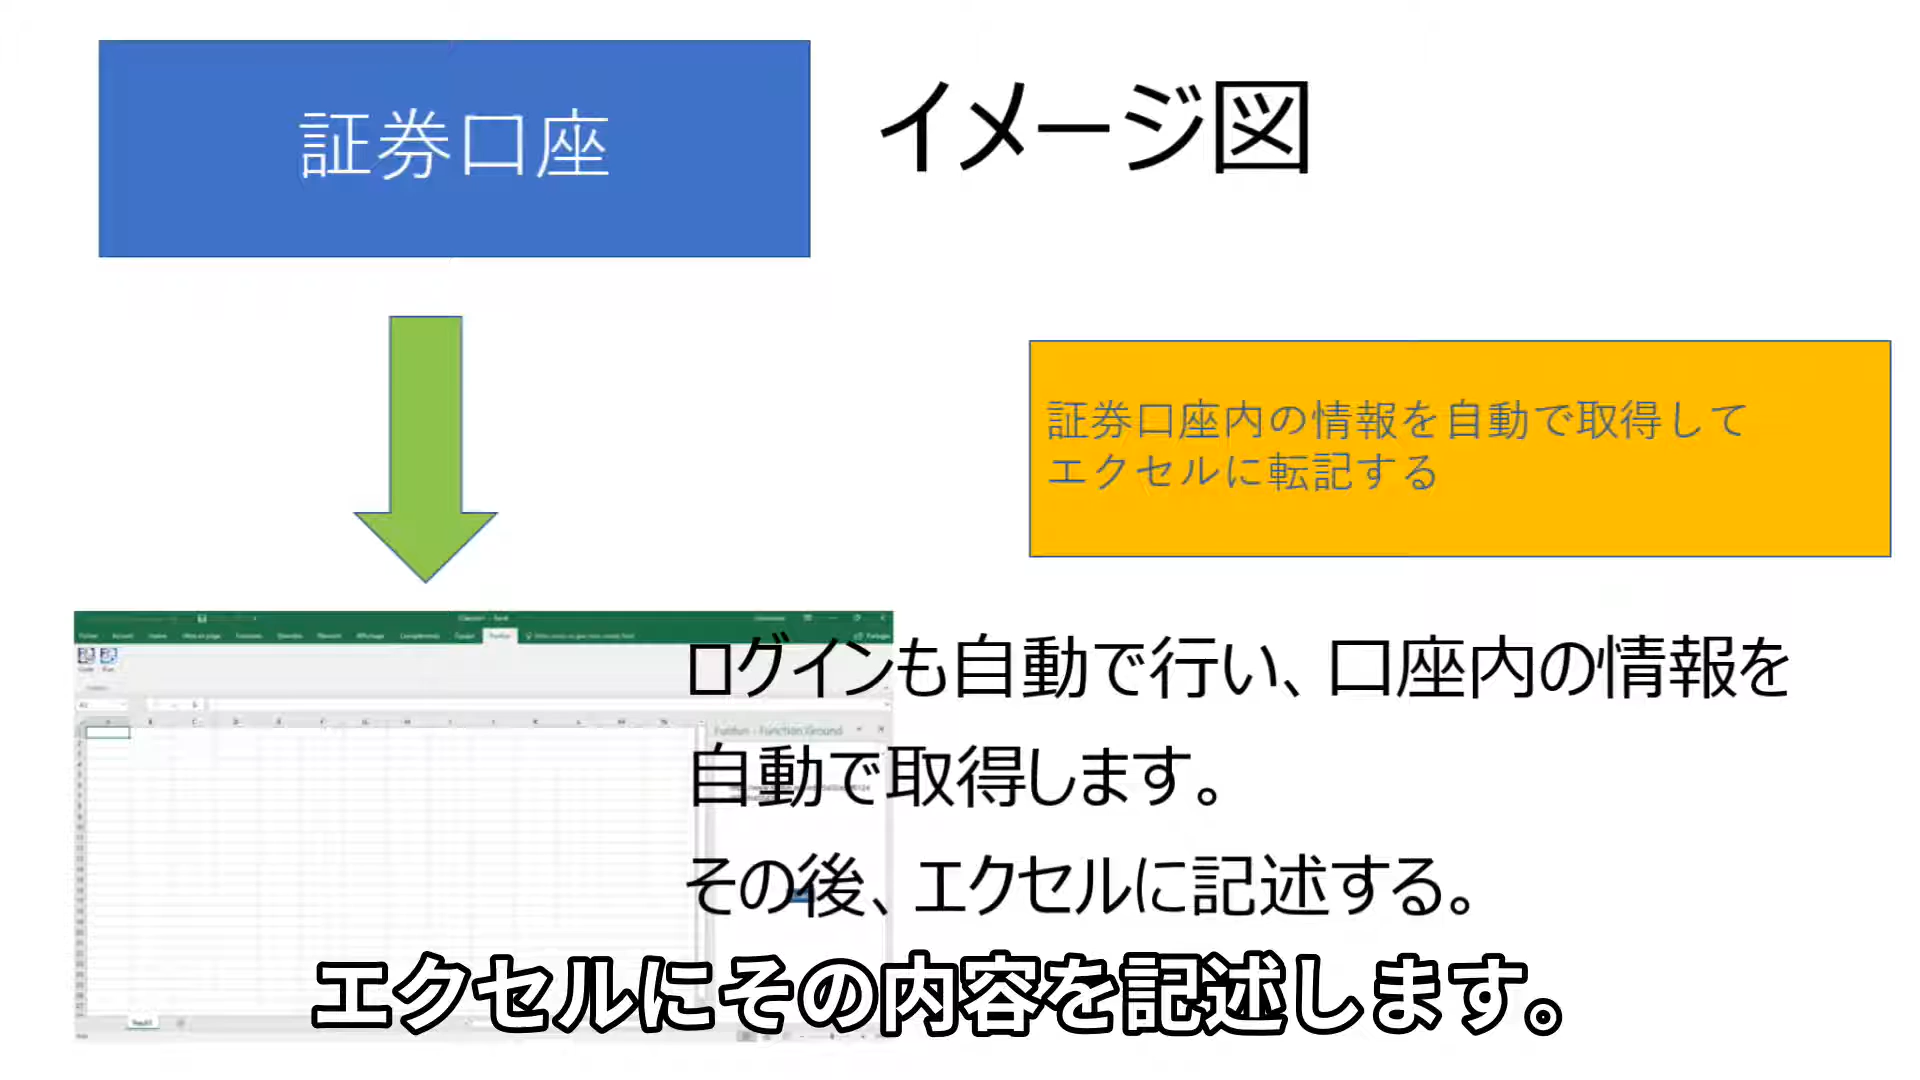 証券口座
イメージ図
証券口座内の情報を自動で取得して
エクセルに転記する
ログインも自動で行い、口座内の情報を
自動で取得します。
その後、エクセルに記述する。
エクセルにその内容を記述します。
Funfun - Function Ground